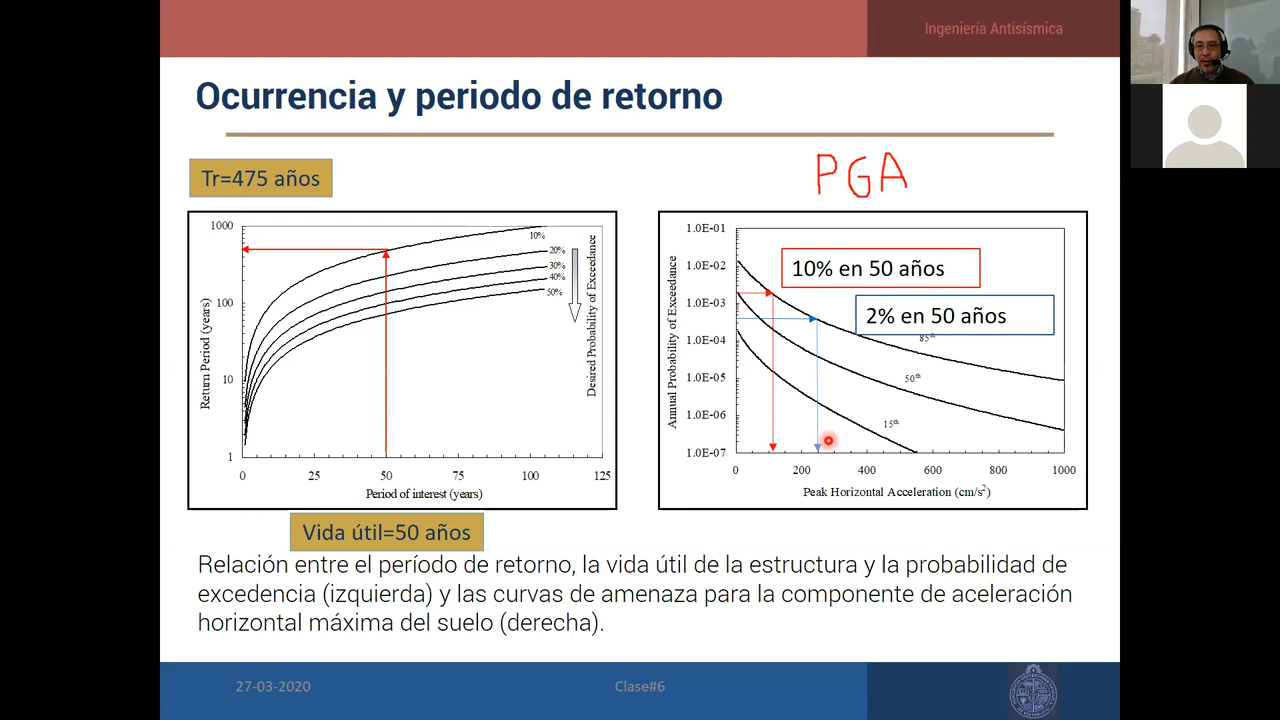 Ingeniería Antisísmica
Ocurrencia y periodo de retorno
Tr=475 años
PGA
1000
100
10
1
0
25
50
75
100
125
Return Period (years)
Period of interest (years)
10%
20%
30%
40%
50%
Desired Probability of Exceedance
Vida útil=50 años
1.0E-01
1.0E-02
1.0E-03
1.0E-04
1.0E-05
1.0E-06
1.0E-07
0
200
400
600
800
1000
Annual Probability of Exceedance
Peak Horizontal Acceleration (cm/s²)
10% en 50 años
2% en 50 años
85th
50th
15th
Relación entre el período de retorno, la vida útil de la estructura y la probabilidad de
excedencia (izquierda) y las curvas de amenaza para la componente de aceleración
horizontal máxima del suelo (derecha).
27-03-2020
Clase#6